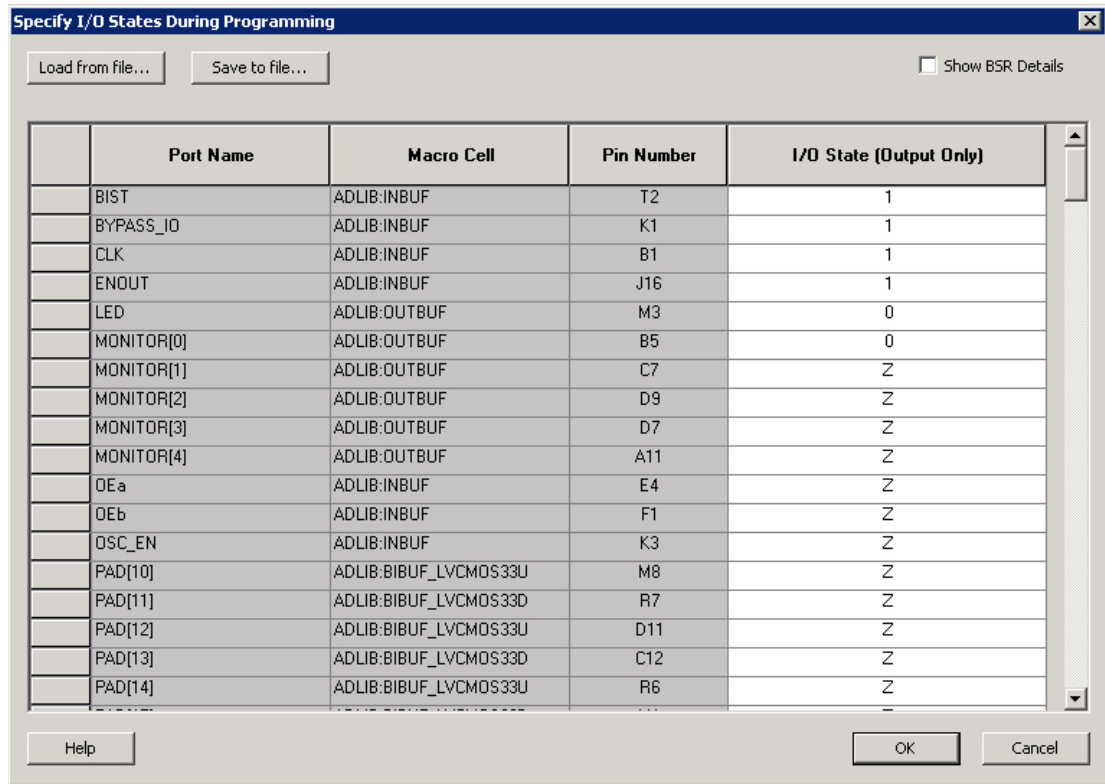 Specify I/O States During Programming
Load from file... Save to file... Show BSR Details
Port Name Macro Cell Pin Number I/O State (Output Only)
BIST ADLIB:INBUF T2 1
BYPASS_IO ADLIB:INBUF K1 1
CLK ADLIB:INBUF B1 1
ENOUT ADLIB:INBUF J16 1
LED ADLIB:OUTBUF M3 0
MONITOR[0] ADLIB:OUTBUF B5 0
MONITOR[1] ADLIB:OUTBUF C7 Z
MONITOR[2] ADLIB:OUTBUF D9 Z
MONITOR[3] ADLIB:OUTBUF D7 Z
MONITOR[4] ADLIB:OUTBUF A11 Z
OEa ADLIB:INBUF E4 Z
OEb ADLIB:INBUF F1 Z
OSC_EN ADLIB:INBUF K3 Z
PAD[10] ADLIB:BIBUF_LVCMOS33U M8 Z
PAD[11] ADLIB:BIBUF_LVCMOS33D R7 Z
PAD[12] ADLIB:BIBUF_LVCMOS33U D11 Z
PAD[13] ADLIB:BIBUF_LVCMOS33D C12 Z
PAD[14] ADLIB:BIBUF_LVCMOS33U R6 Z
Help OK Cancel